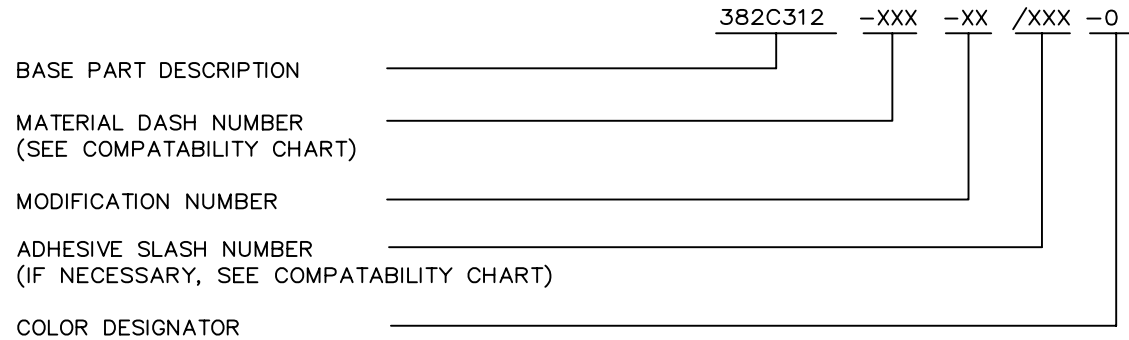 382C312 -XXX -XX /XXX -0
BASE PART DESCRIPTION
MATERIAL DASH NUMBER
(SEE COMPATABILITY CHART)
MODIFICATION NUMBER
ADHESIVE SLASH NUMBER
(IF NECESSARY, SEE COMPATABILITY CHART)
COLOR DESIGNATOR